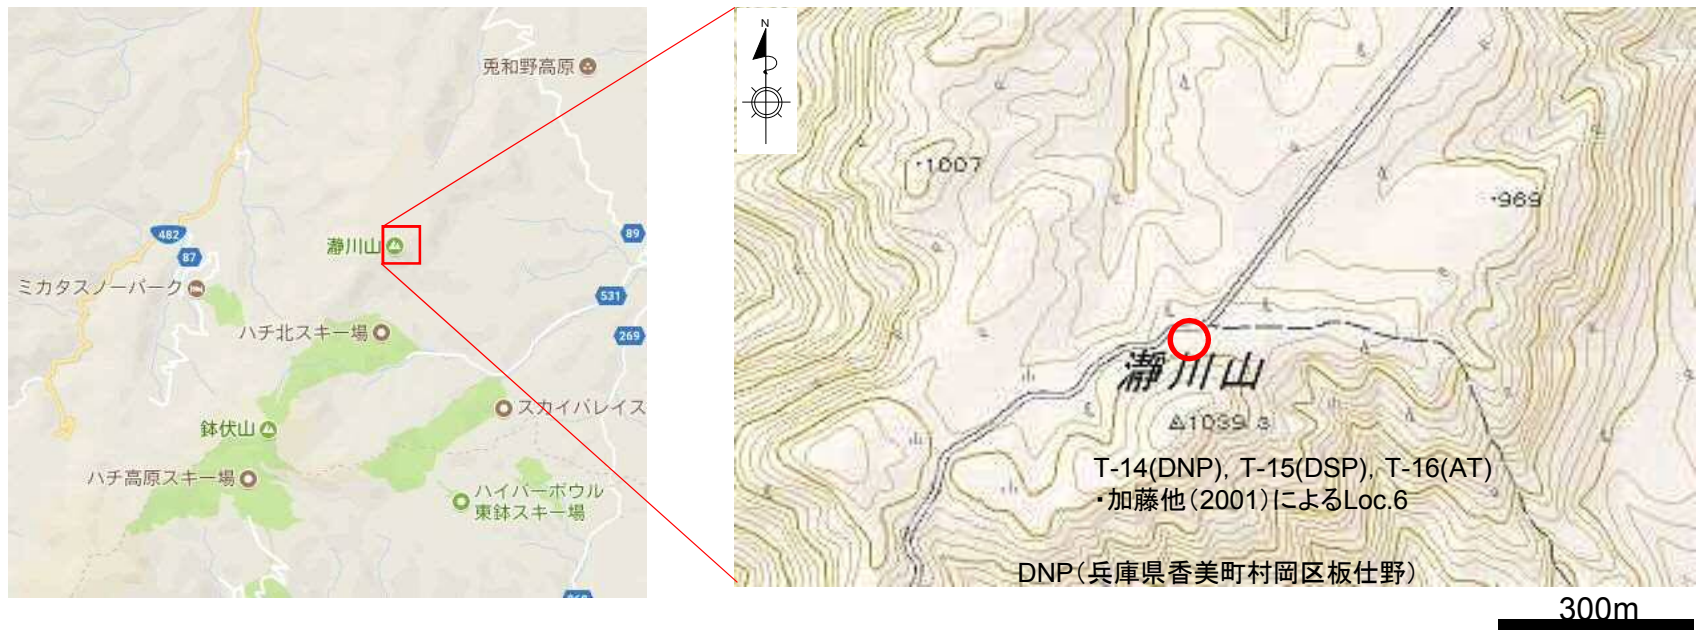 兎和野高原
482
87
89
瀞川山
ミカタスノーパーク
531
ハチ北スキー場
269
スカイバレイス
鉢伏山
ハチ高原スキー場
ハイパーボウル
東鉢スキー場
N
・1007
・969
瀞川山
△1039.3
T-14(DNP), T-15(DSP), T-16(AT)
・加藤他（2001）によるLoc.6
DNP（兵庫県香美町村岡区板仕野）
300m